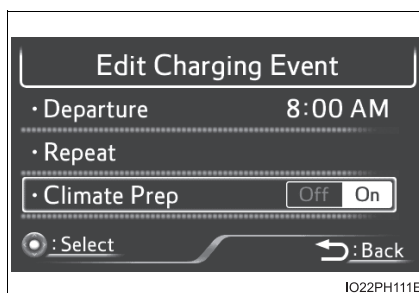 Edit Charging Event
・Departure 8:00 AM
・Repeat
・Climate Prep Off On
:Select :Back
IO22PH111E